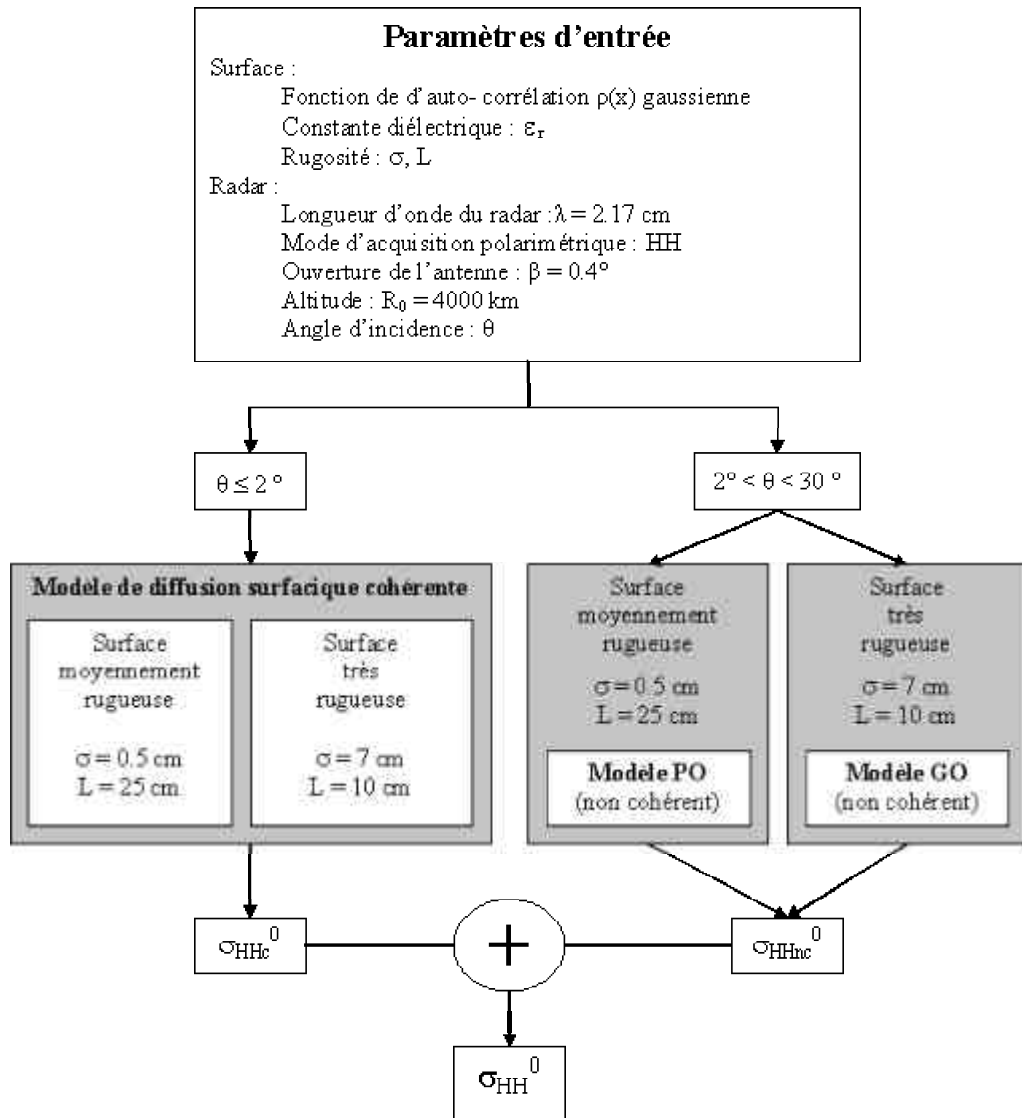 Paramètres d’entrée
Surface :
Fonction de d’auto- corrélation ρ(x) gaussienne
Constante diélectrique : εr
Rugosité : σ, L
Radar :
Longueur d’onde du radar :λ = 2.17 cm
Mode d’acquisition polarimétrique : HH
Ouverture de l’antenne : β = 0.4°
Altitude : R0 = 4000 km
Angle d’incidence : θ
θ ≤ 2 °
2° < θ < 30 °
Modèle de diffusion surfacique cohérente
Surface
moyennement
rugueuse
σ = 0.5 cm
L = 25 cm
Surface
très
rugueuse
σ = 7 cm
L = 10 cm
Surface
moyennement
rugueuse
σ = 0.5 cm
L = 25 cm
Modèle PO
(non cohérent)
Surface
très
rugueuse
σ = 7 cm
L = 10 cm
Modèle GO
(non cohérent)
σHHc0
+
σHHnc0
σHH0